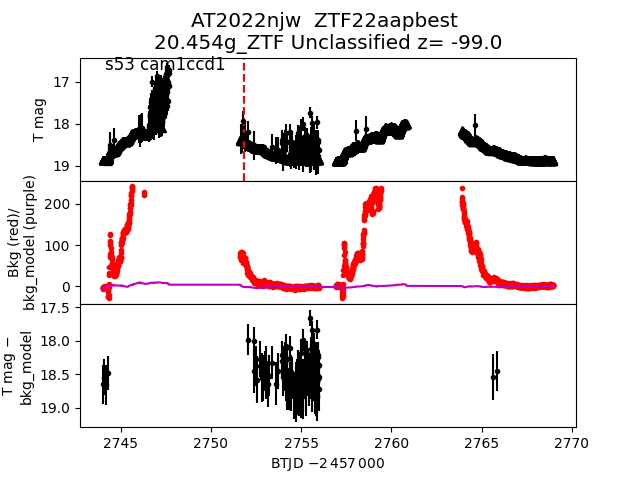 AT2022njw  ZTF22aapbest
20.454g_ZTF Unclassified z= -99.0
s53 cam1ccd1
17
18
19
T mag
200
100
0
Bkg (red)/
bkg_model (purple)
17.5
18.0
18.5
19.0
T mag −
bkg_model
2745
2750
2755
2760
2765
2770
BTJD −2 457 000